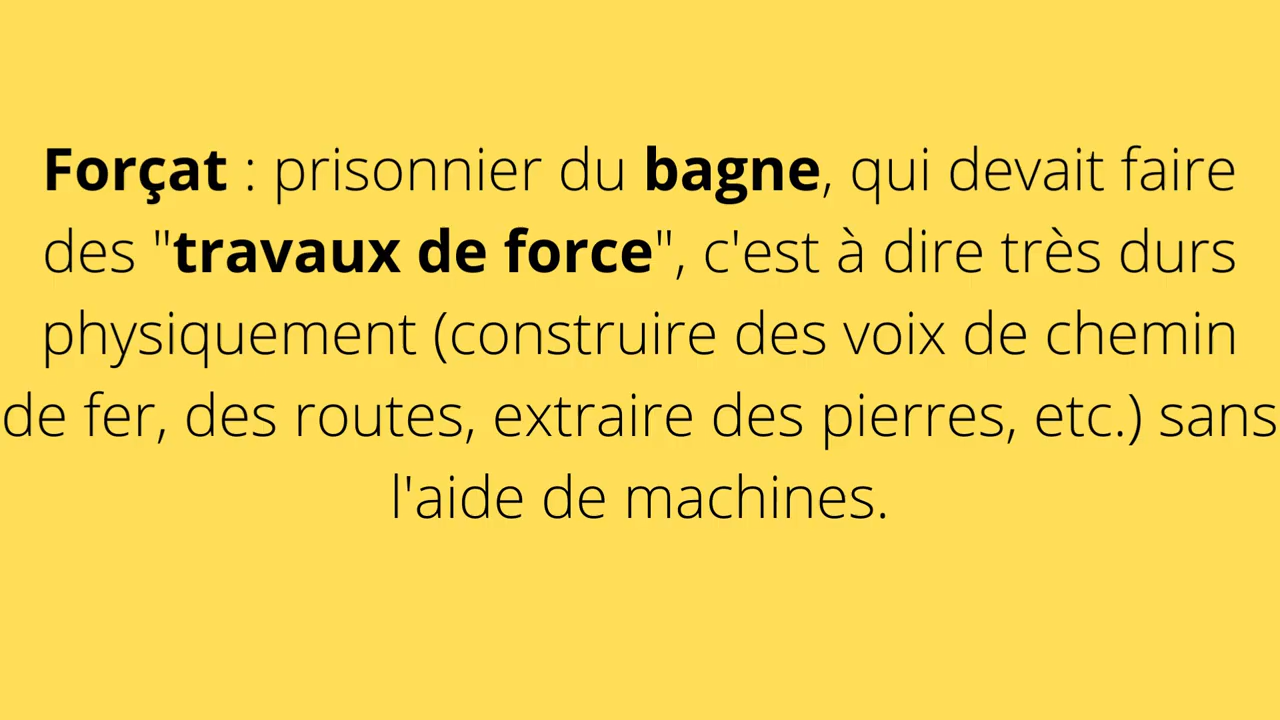 Forçat : prisonnier du bagne, qui devait faire
des "travaux de force", c'est à dire très durs
physiquement (construire des voix de chemin
de fer, des routes, extraire des pierres, etc.) sans
l'aide de machines.